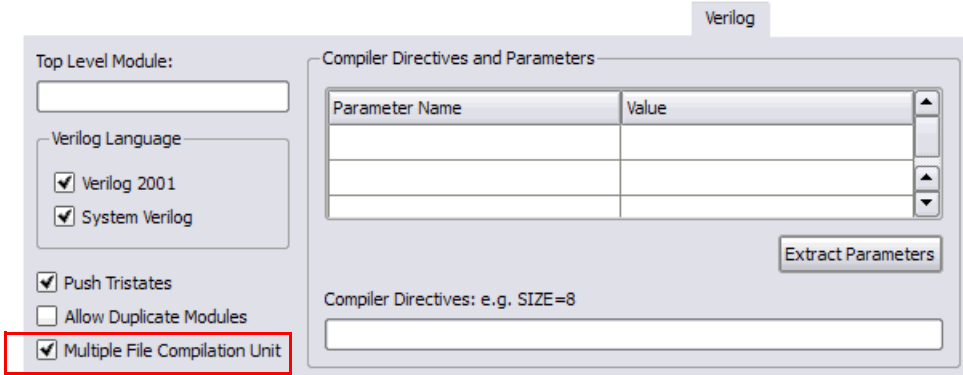 Verilog
Top Level Module:
Verilog Language
Verilog 2001
System Verilog
Push Tristates
Allow Duplicate Modules
Multiple File Compilation Unit
Compiler Directives and Parameters
Parameter Name
Value
Extract Parameters
Compiler Directives: e.g. SIZE=8